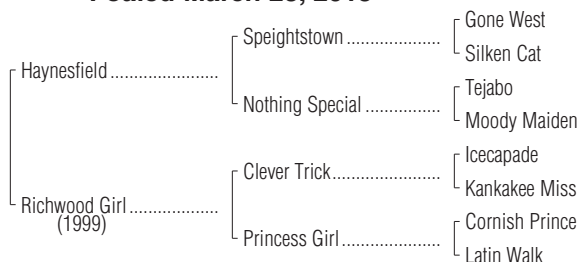 Foaled March
Gone West
Speightstown
Silken Cat
Haynesfield
Tejabo
Nothing Special
Moody Maiden
Icecapade
Clever Trick
Kankakee Miss
Richwood Girl
(1999)
Cornish Prince
Princess Girl
Latin Walk